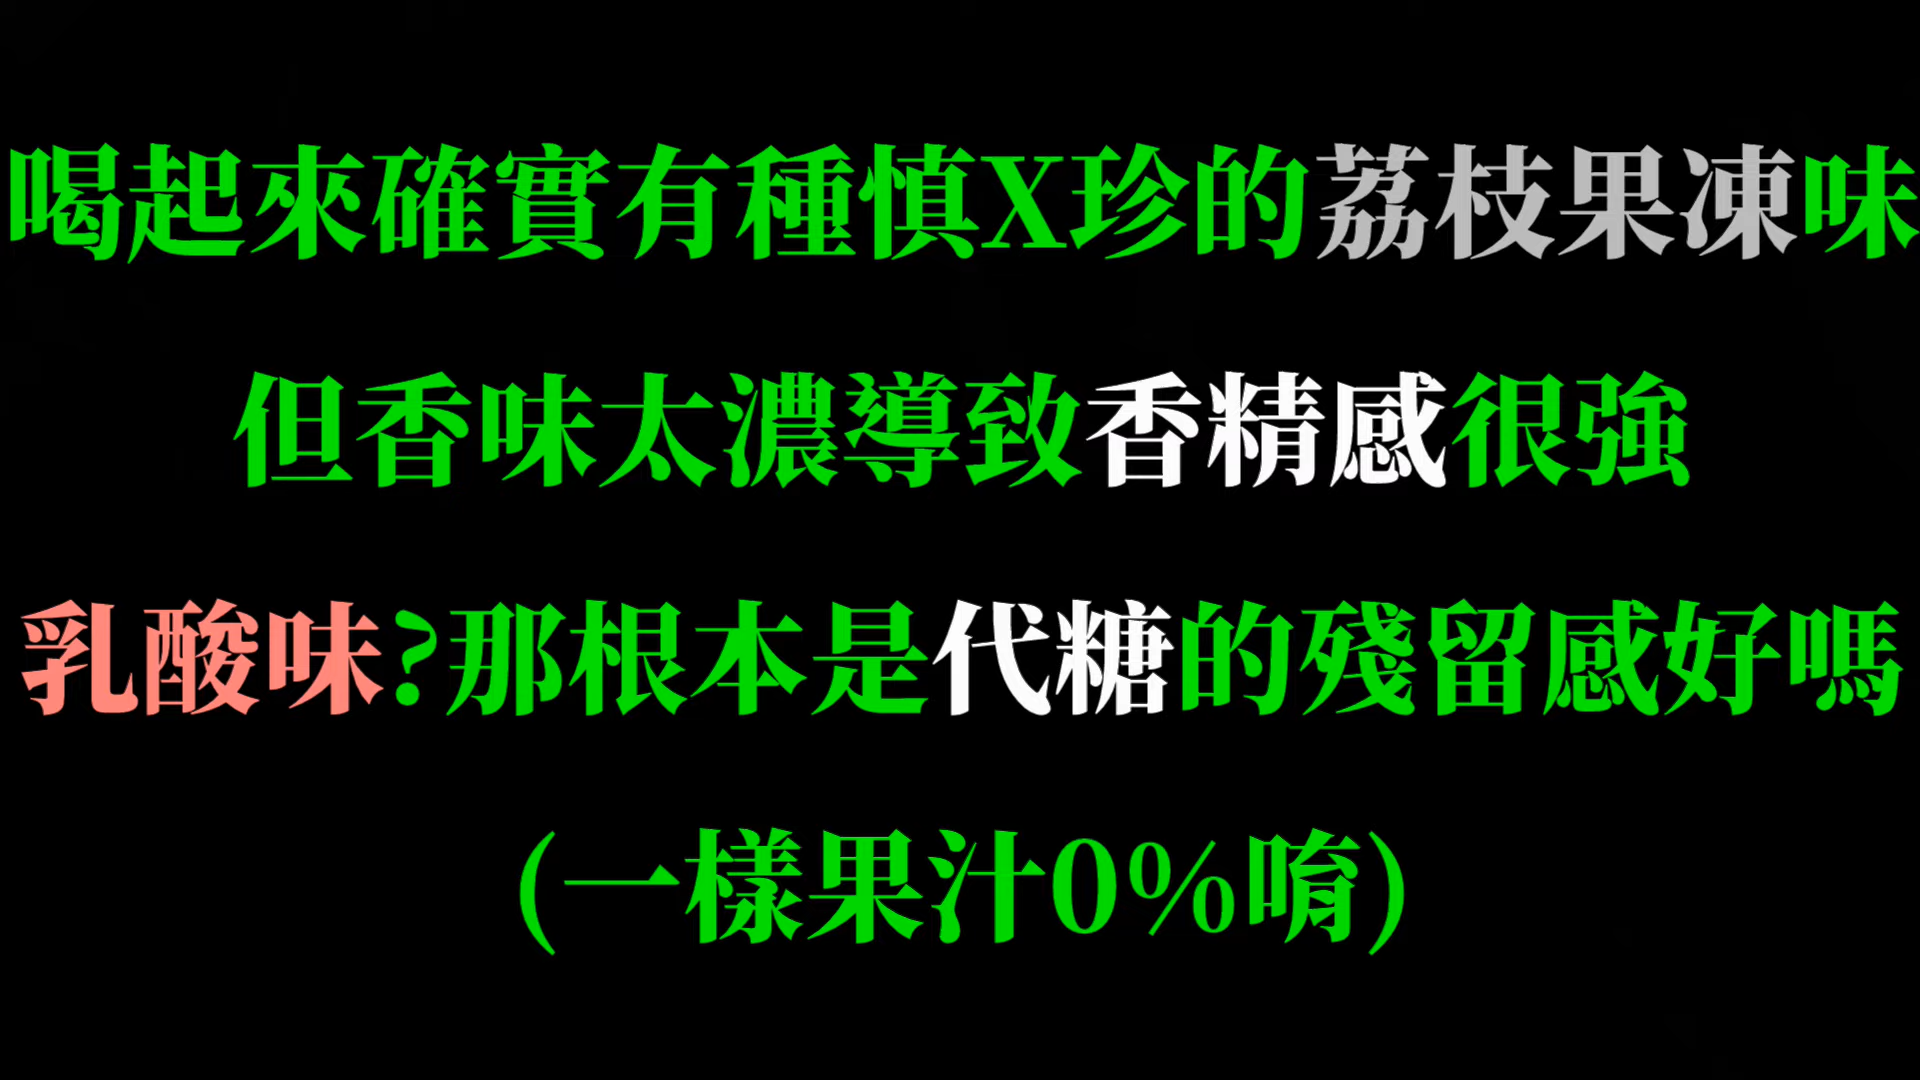 喝起來確實有種慎X珍的荔枝果凍味
但香味太濃導致香精感很強
乳酸味?那根本是代糖的殘留感好嗎
(一樣果汁0%唷)